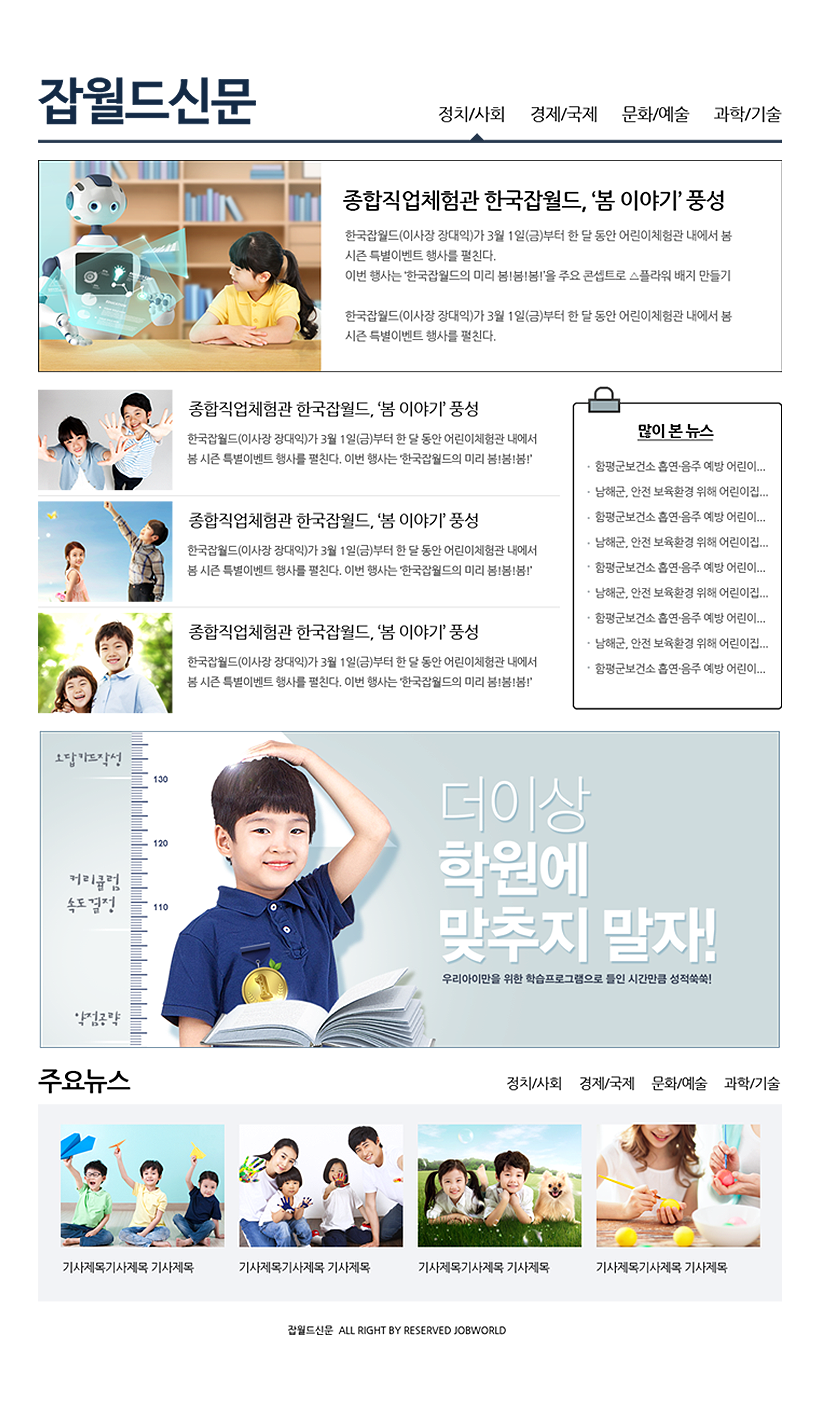 잡월드신문
정치/사회 경제/국제 문화/예술 과학/기술
종합직업체험관 한국잡월드, ‘봄 이야기’ 풍성
한국잡월드(이사장 장대익)가 3월 1일(금)부터 한 달 동안 어린이체험관 내에서 봄
시즌 특별이벤트 행사를 펼친다.
이번 행사는 ‘한국잡월드의 미리 봄!봄!봄!’을 주요 콘셉트로 △플라워 배지 만들기
한국잡월드(이사장 장대익)가 3월 1일(금)부터 한 달 동안 어린이체험관 내에서 봄
시즌 특별이벤트 행사를 펼친다.
종합직업체험관 한국잡월드, ‘봄 이야기’ 풍성
한국잡월드(이사장 장대익)가 3월 1일(금)부터 한 달 동안 어린이체험관 내에서
봄 시즌 특별이벤트 행사를 펼친다. 이번 행사는 ‘한국잡월드의 미리 봄!봄!봄!’
종합직업체험관 한국잡월드, ‘봄 이야기’ 풍성
한국잡월드(이사장 장대익)가 3월 1일(금)부터 한 달 동안 어린이체험관 내에서
봄 시즌 특별이벤트 행사를 펼친다. 이번 행사는 ‘한국잡월드의 미리 봄!봄!봄!’
종합직업체험관 한국잡월드, ‘봄 이야기’ 풍성
한국잡월드(이사장 장대익)가 3월 1일(금)부터 한 달 동안 어린이체험관 내에서
봄 시즌 특별이벤트 행사를 펼친다. 이번 행사는 ‘한국잡월드의 미리 봄!봄!봄!’
많이 본 뉴스
· 함평군보건소 흡연·음주 예방 어린이...
· 남해군, 안전 보육환경 위해 어린이집...
· 함평군보건소 흡연·음주 예방 어린이...
· 남해군, 안전 보육환경 위해 어린이집...
· 함평군보건소 흡연·음주 예방 어린이...
· 남해군, 안전 보육환경 위해 어린이집...
· 함평군보건소 흡연·음주 예방 어린이...
· 남해군, 안전 보육환경 위해 어린이집...
· 함평군보건소 흡연·음주 예방 어린이...
오답카드작성
130
120
커리큘럼
속도결정
110
약점공략
더이상
학원에
맞추지 말자!
우리아이만을 위한 학습프로그램으로 들인 시간만큼 성적쑥쑥!
주요뉴스
정치/사회 경제/국제 문화/예술 과학/기술
기사제목기사제목 기사제목
기사제목기사제목 기사제목
기사제목기사제목 기사제목
기사제목기사제목 기사제목
잡월드신문 ALL RIGHT BY RESERVED JOBWORLD